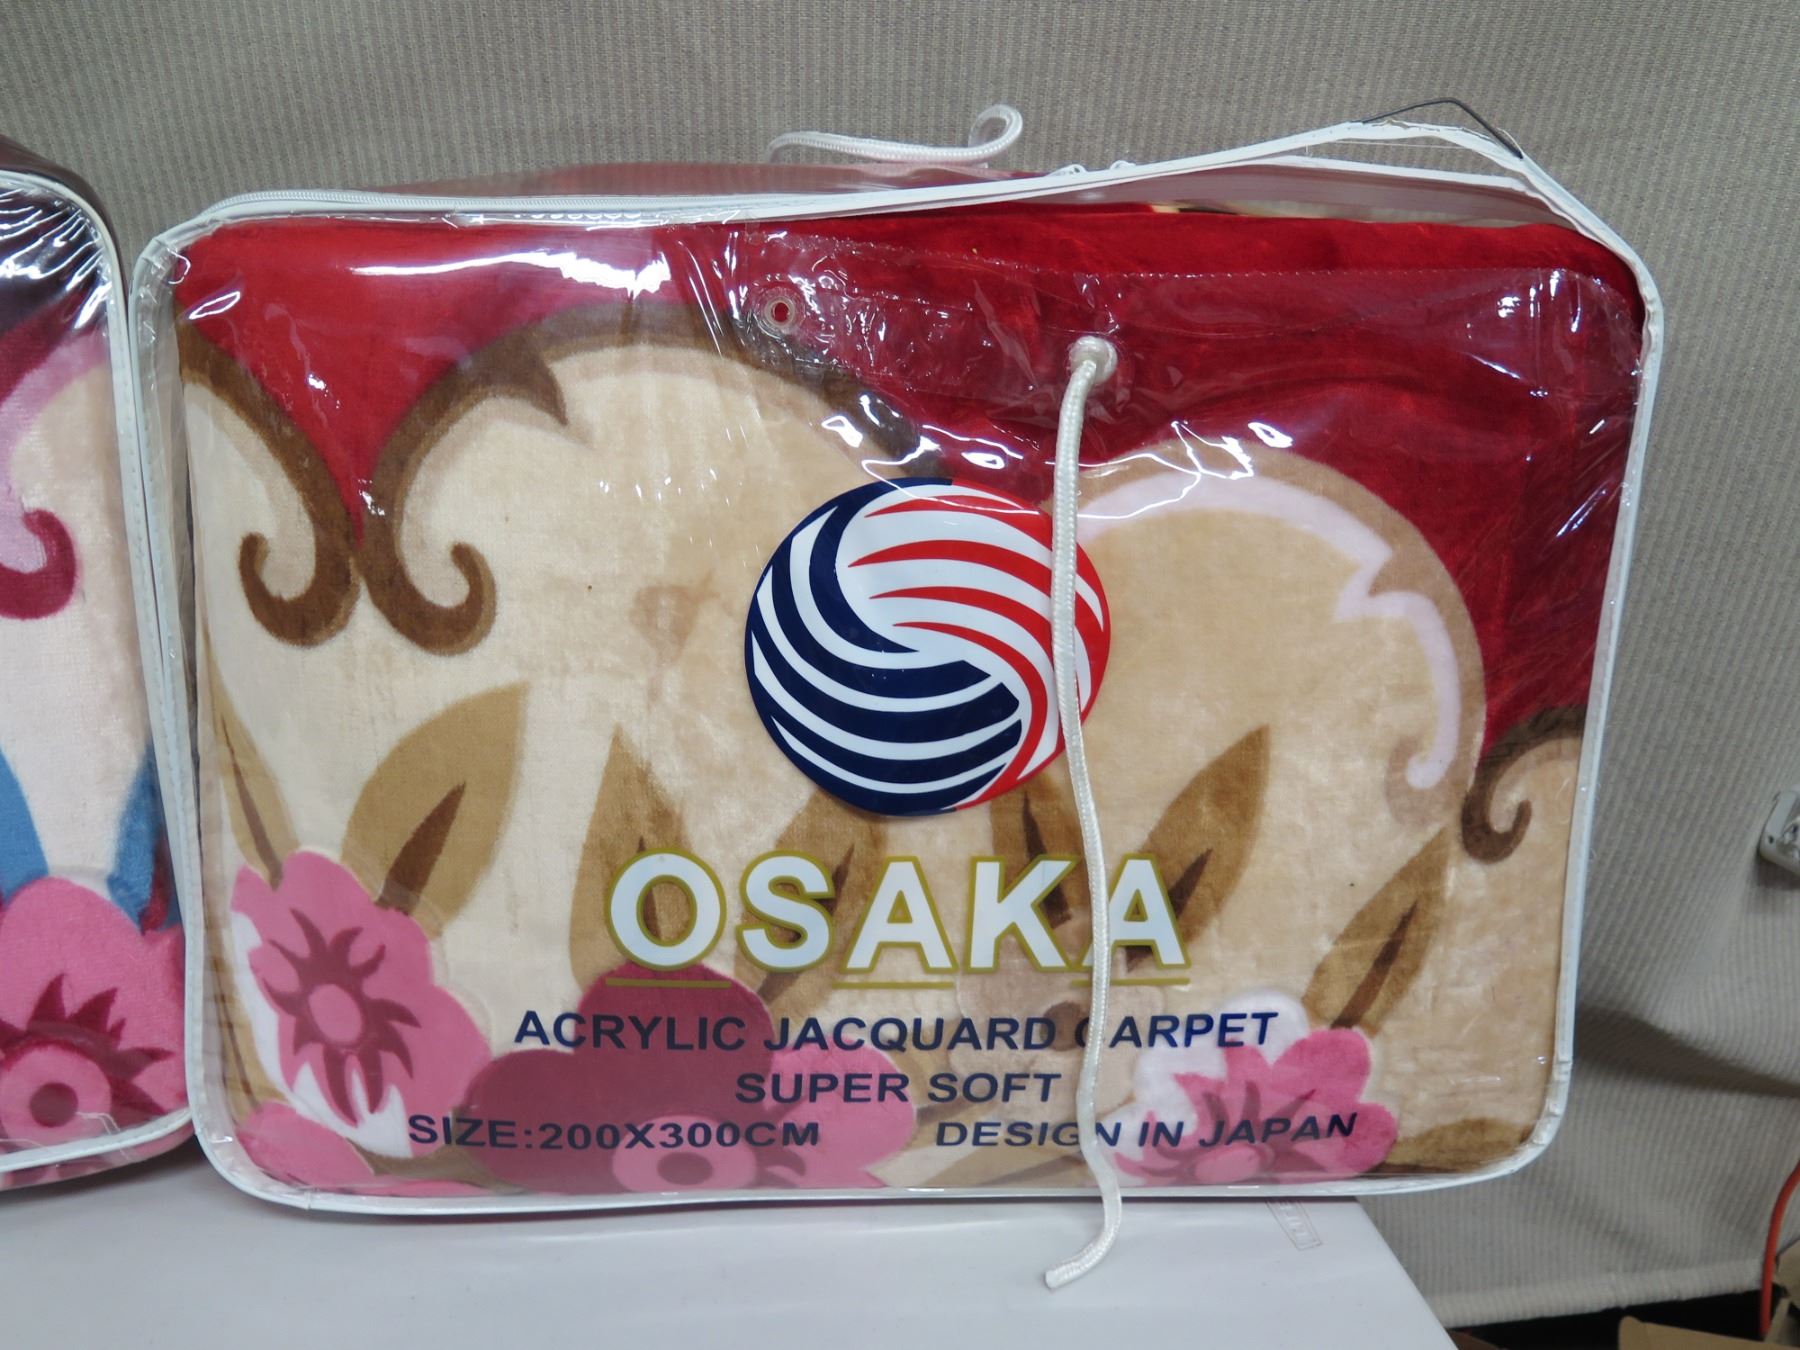 OSAKA
ACRYLIC JACQUARD CARPET
SUPER SOFT
SIZE:200X300CM DESIGN IN JAPAN